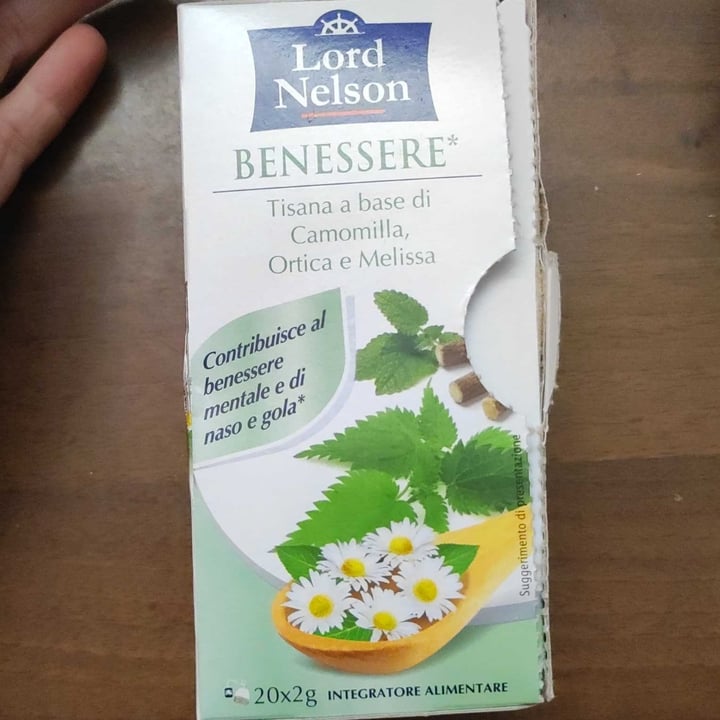 Lord
Nelson
BENESSERE*
Tisana a base di
Camomilla,
Ortica e Melissa
Contribuisce al
benessere
mentale e di
naso e gola*
Suggerimento di presentazione
20x2g INTEGRATORE ALIMENTARE